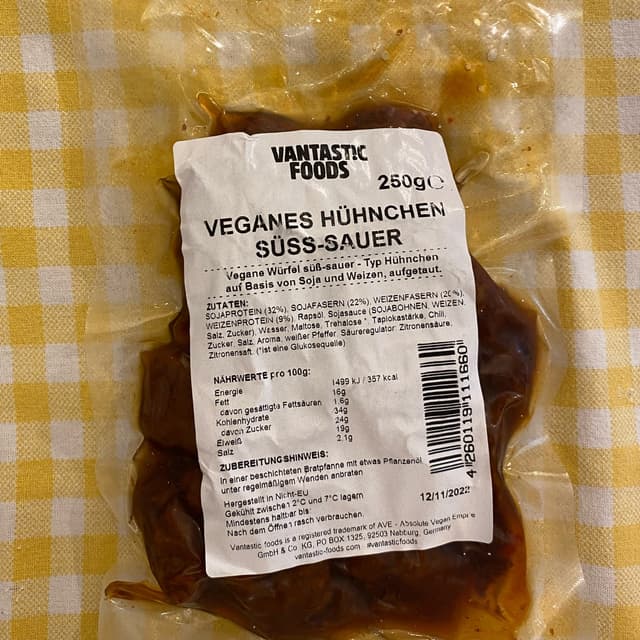 VANTASTIC
FOODS
250g℮
VEGANES HÜHNCHEN
SÜSS-SAUER
Vegane Würfel süß-sauer - Typ Hühnchen
auf Basis von Soja und Weizen, aufgetaut.
ZUTATEN:
SOJAPROTEIN (32%), SOJAFASERN (22%), WEIZENFASERN (20%),
WEIZENPROTEIN (9%), Rapsöl, Sojasauce (SOJABOHNEN, WEIZEN,
Salz, Zucker), Wasser, Maltose, Trehalose*, Tapiokastärke, Chili,
Zucker, Salz, Aroma, weißer Pfeffer, Säureregulator: Zitronensäure,
Zitronensaft. (*ist eine Glukosequelle)
NÄHRWERTE pro 100g:
Energie 1499 kJ / 357 kcal
Fett 16g
davon gesättigte Fettsäuren 1.6g
Kohlenhydrate 34g
davon Zucker 24g
Eiweiß 19g
Salz 2.1g
ZUBEREITUNGSHINWEIS:
In einer beschichteten Bratpfanne mit etwas Pflanzenöl
unter regelmäßigem Wenden anbraten
Hergestellt in Nicht-EU
Gekühlt zwischen 2°C und 7°C lagern
Mindestens haltbar bis: 12/11/2022
Nach dem Öffnen rasch verbrauchen.
Vantastic foods is a registered trademark of AVE - Absolute Vegan Empire
GmbH & Co. KG, PO BOX 1325, 92503 Nabburg, Germany
vantastic-foods.com #vantasticfoods
4260119111660